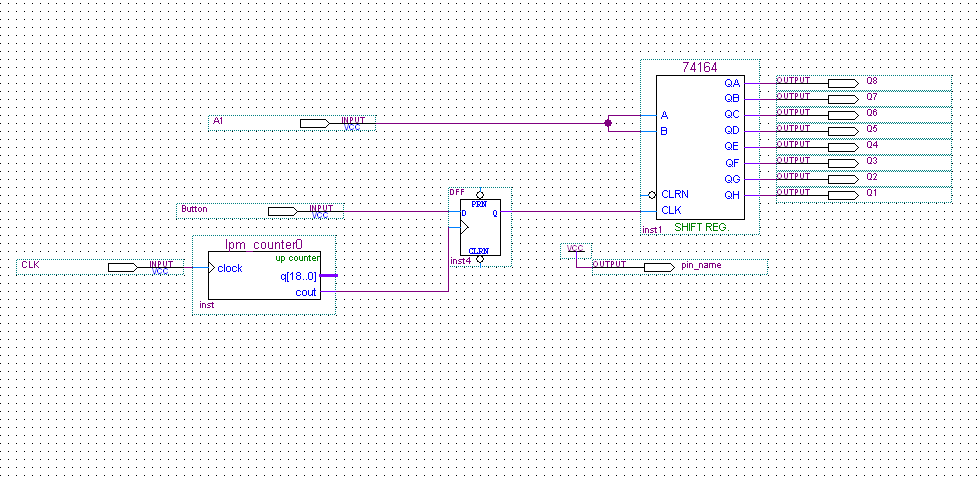 74164
A1
INPUT
VCC
A
B
CLRN
CLK
QA
QB
QC
QD
QE
QF
QG
QH
inst1
SHIFT REG.
OUTPUT
Q8
OUTPUT
Q7
OUTPUT
Q6
OUTPUT
Q5
OUTPUT
Q4
OUTPUT
Q3
OUTPUT
Q2
OUTPUT
Q1
Button
INPUT
VCC
DFF
PRN
D
Q
CLRN
inst4
CLK
INPUT
VCC
lpm_counter0
up counter
clock
q[18..0]
cout
inst
VCC
OUTPUT
pin_name